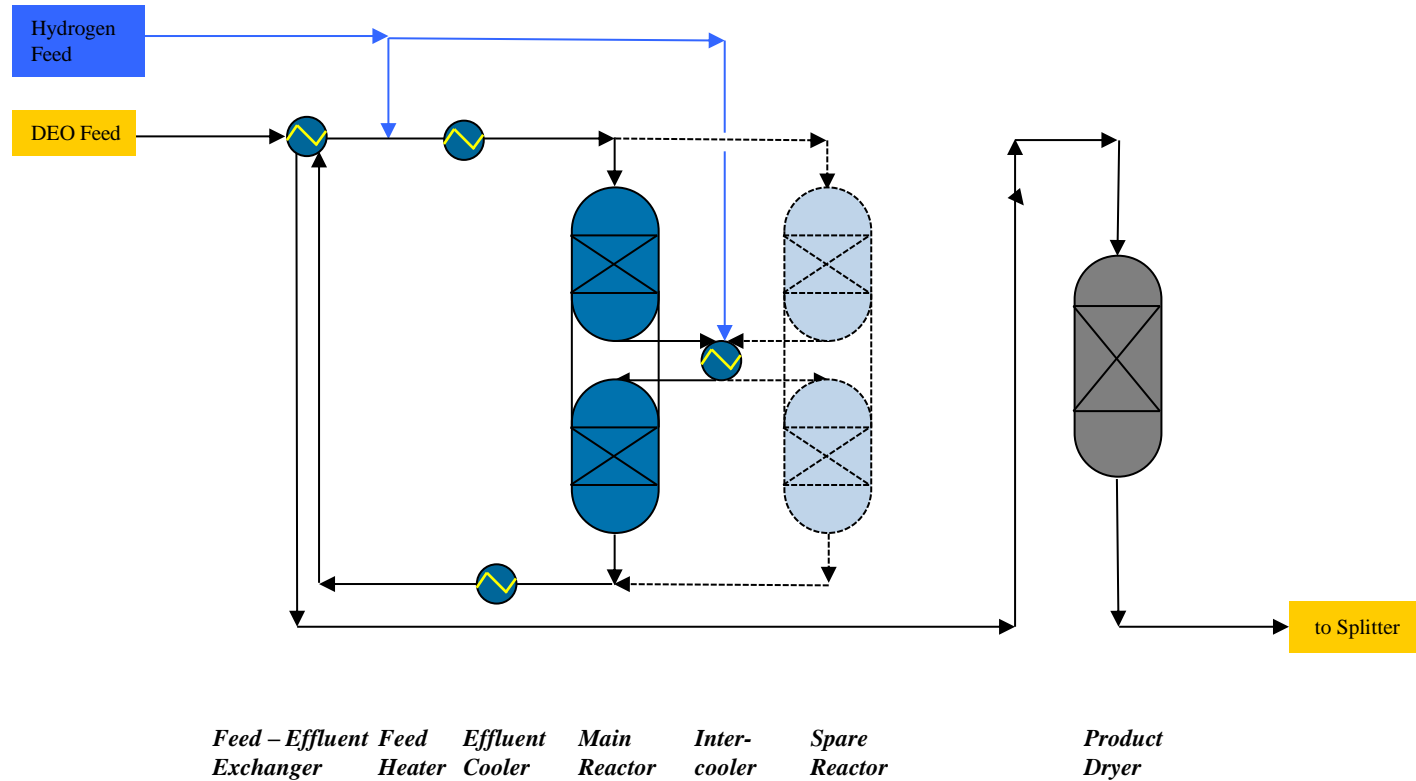 Hydrogen
Feed
DEO Feed
to Splitter
Feed – Effluent
Exchanger
Feed
Heater
Effluent
Cooler
Main
Reactor
Inter-
cooler
Spare
Reactor
Product
Dryer